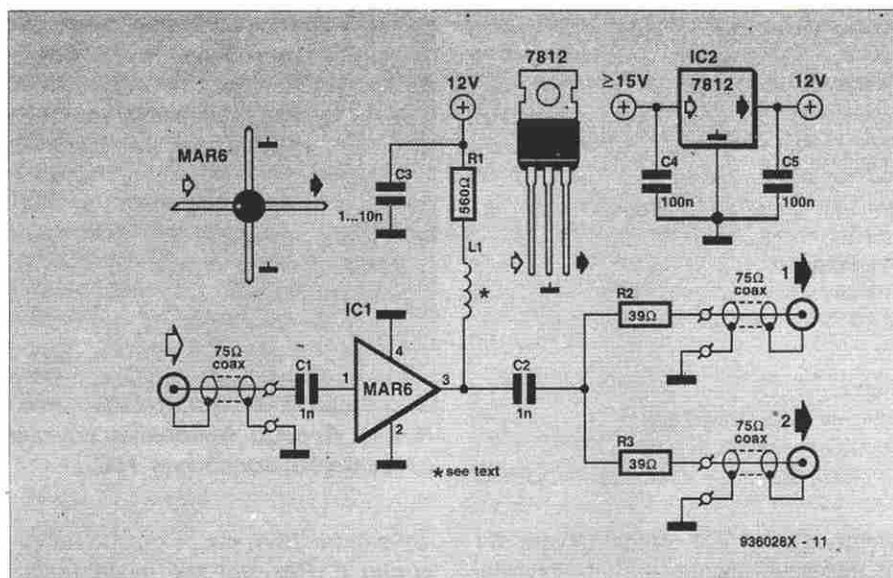 7812
IC2
12V
≥15V
7812
12V
MAR6
R1
C3
560Ω
C4
C5
1...10n
100n
100n
L1
*
75Ω
coax
1
R2
39Ω
IC1
75Ω
coax
C1
4
C2
1
MAR6
3
1n
1n
2
75Ω
coax
2
R3
39Ω
* see text
936028X - 11